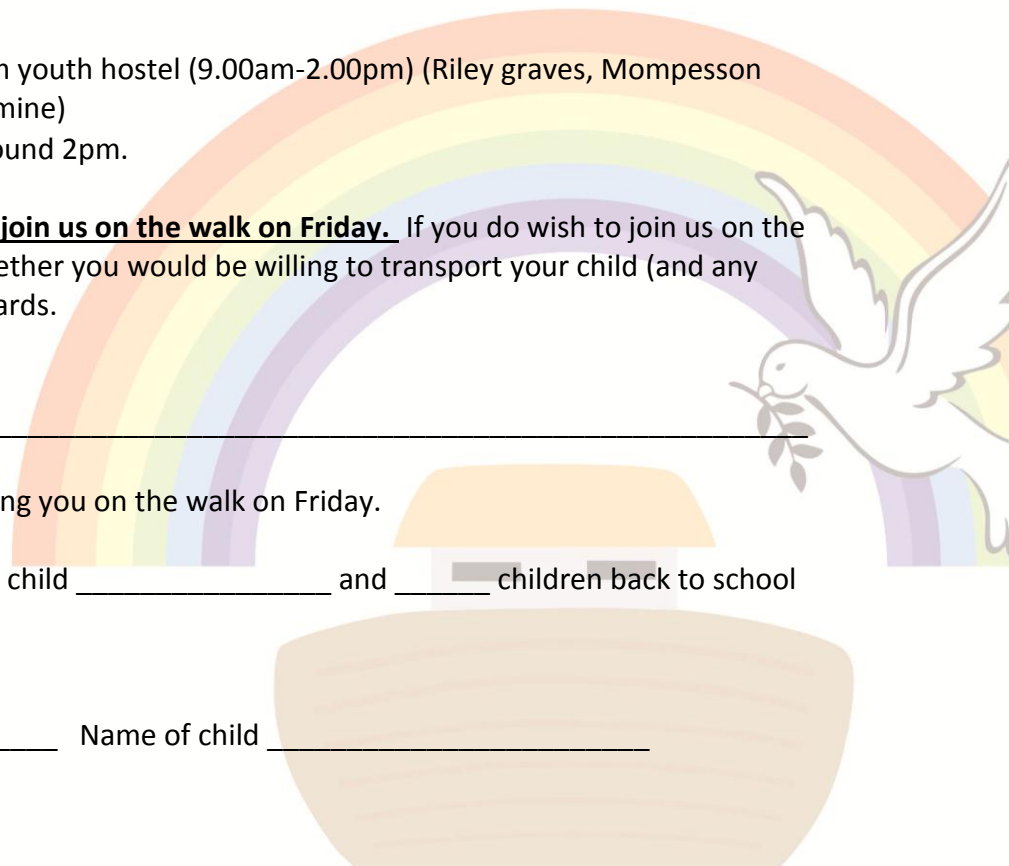 youth hostel (9.00am-2.00pm) (Riley graves, Mompesson
mine)
ound 2pm.
join us on the walk on Friday. If you do wish to join us on the
ether you would be willing to transport your child (and any
ards.
ng you on the walk on Friday.
child ________________ and ______ children back to school
____ Name of child ________________________